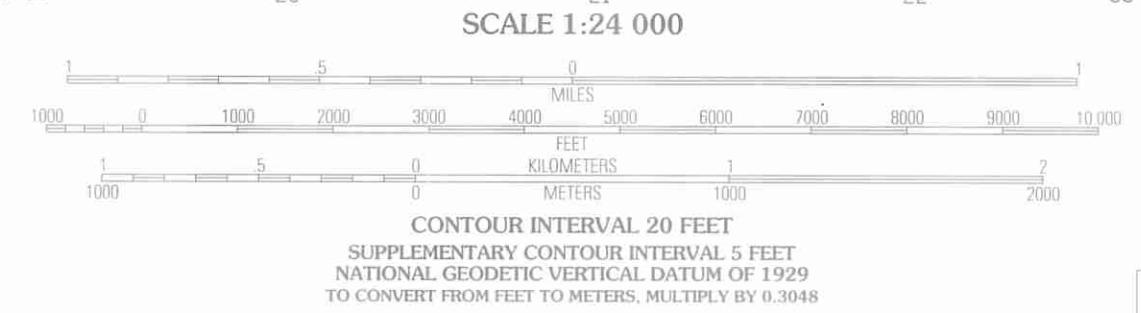 SCALE 1:24 000
1 .5 0 1
MILES
1000 0 1000 2000 3000 4000 5000 6000 7000 8000 9000 10 000
FEET
1 .5 0 KILOMETERS 1 2
1000 0 METERS 1000 2000
CONTOUR INTERVAL 20 FEET
SUPPLEMENTARY CONTOUR INTERVAL 5 FEET
NATIONAL GEODETIC VERTICAL DATUM OF 1929
TO CONVERT FROM FEET TO METERS, MULTIPLY BY 0.3048